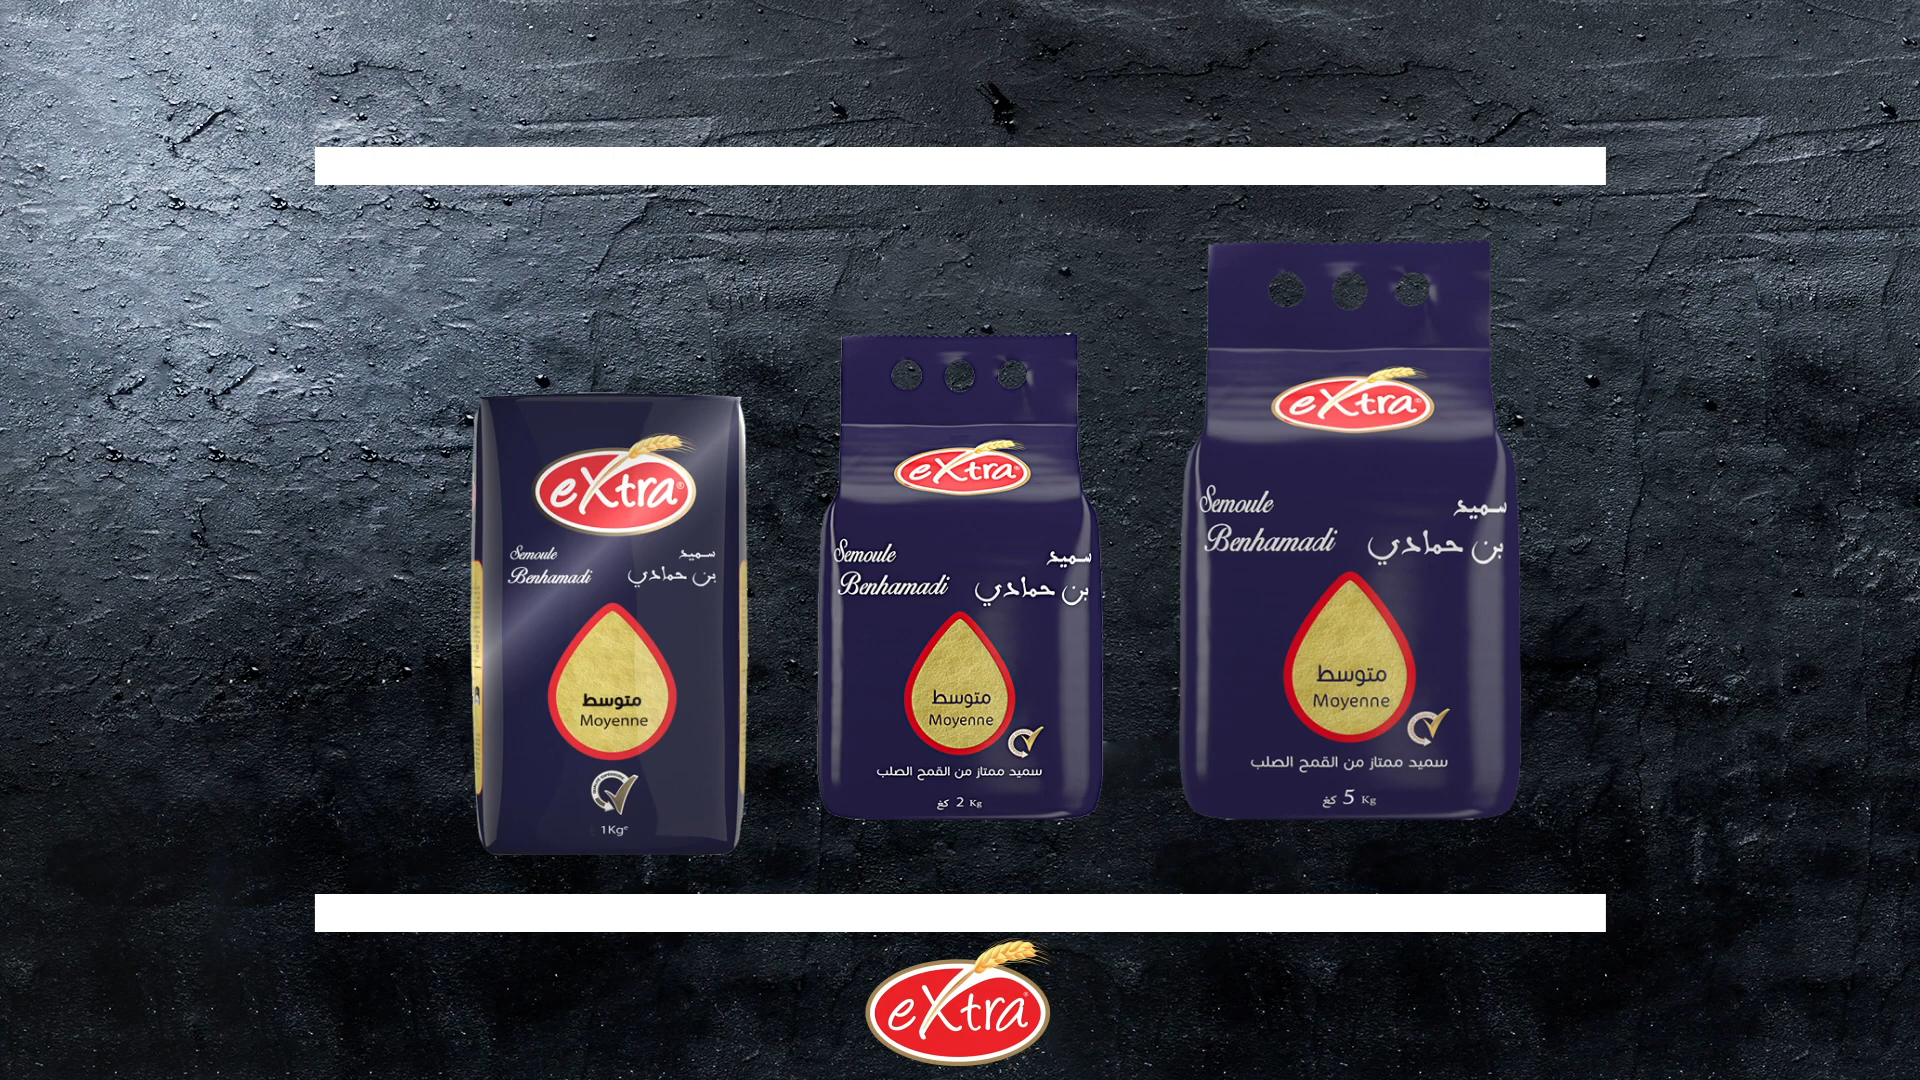 eXtra®
Semoule
Benhamadi
سميد
بن حمادي
متوسط
Moyenne
1Kg℮
eXtra®
Semoule
Benhamadi
سميد
بن حمادي
متوسط
Moyenne
سميد ممتاز من القمح الصلب
كغ 2 Kg
eXtra®
Semoule
Benhamadi
سميد
بن حمادي
متوسط
Moyenne
سميد ممتاز من القمح الصلب
كغ 5 Kg
eXtra®